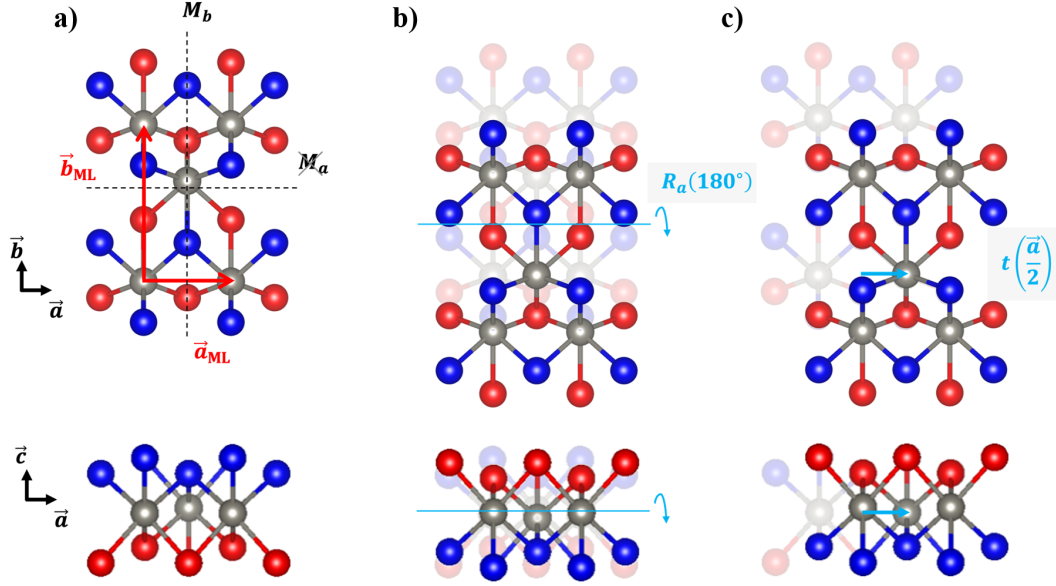 a)
M_b
b)
c)
M_a
b⃗_ML
R_a(180°)
b⃗
t(a⃗/2)
a⃗
a⃗_ML
c⃗
a⃗